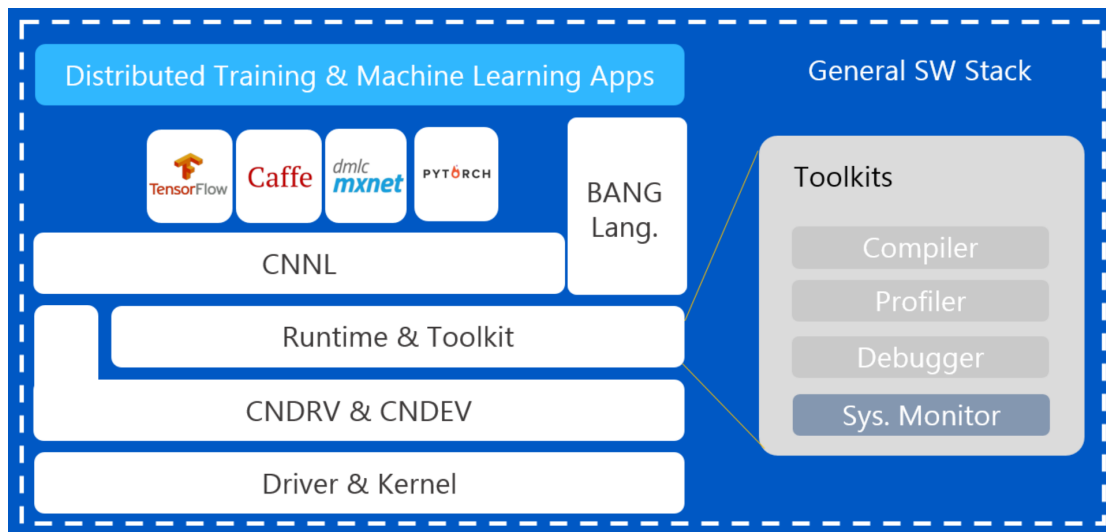 Distributed Training & Machine Learning Apps
General SW Stack
TensorFlow
Caffe
dmlc
mxnet
PYTORCH
BANG
Lang.
CNNL
Runtime & Toolkit
CNDRV & CNDEV
Driver & Kernel
Toolkits
Compiler
Profiler
Debugger
Sys. Monitor